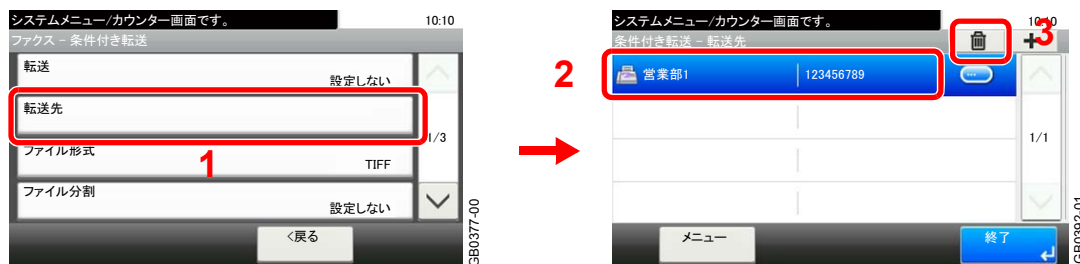 システムメニュー/カウンター画面です。
10:10
ファクス - 条件付き転送
転送
設定しない
転送先
1/3
ファイル形式
TIFF
1
ファイル分割
設定しない
<戻る
GB0377-00
システムメニュー/カウンター画面です。
10:10
条件付き転送 - 転送先
3
2
営業部1
123456789
1/1
メニュー
終了
GB0392-01